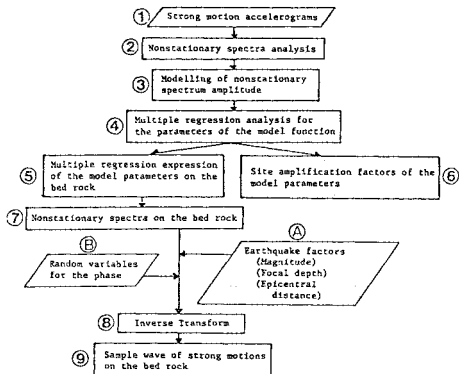 ① Strong motion accelerograms
② Nonstationary spectra analysis
③ Modelling of nonstationary
spectrum amplitude
④ Multiple regression analysis for
the parameters of the model function
⑤ Multiple regression expression
of the model parameters on the
bed rock
Site amplification factors of the
model parameters ⑥
⑦ Nonstationary spectra on the bed rock
Ⓑ
Random variables
for the phase
Ⓐ
Earthquake factors
(Magnitude)
(Focal depth)
(Epicentral
distance)
⑧ Inverse Transform
⑨ Sample wave of strong motions
on the bed rock